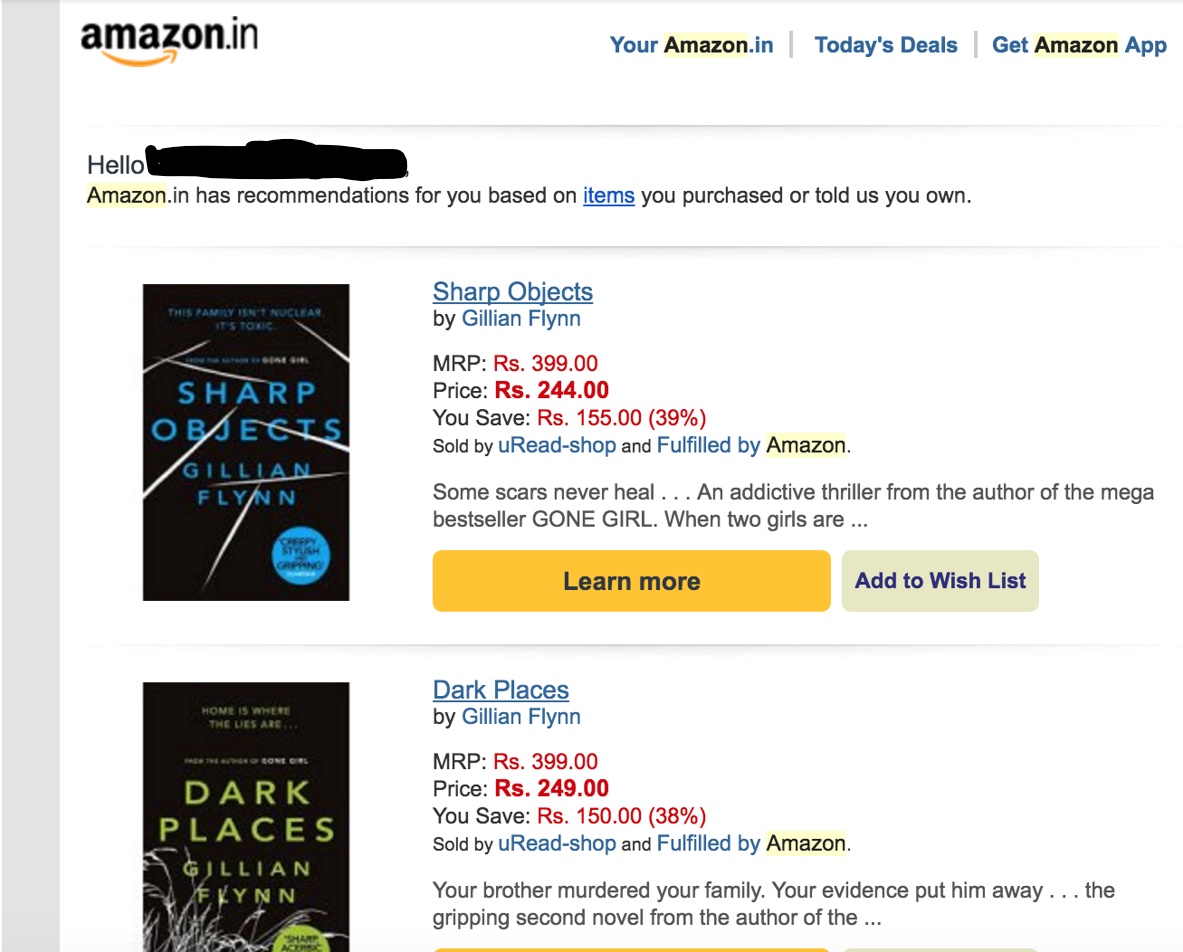 amazon.in
Your Amazon.in
Today's Deals
Get Amazon App
Hello
Amazon.in has recommendations for you based on items you purchased or told us you own.
THIS FAMILY ISN'T NUCLEAR,
IT'S TOXIC.
FROM THE AUTHOR OF GONE GIRL
SHARP
OBJECTS
GILLIAN
FLYNN
'CREEPY,
STYLISH
AND
GRIPPING'
Sharp Objects
by Gillian Flynn
MRP: Rs. 399.00
Price: Rs. 244.00
You Save: Rs. 155.00 (39%)
Sold by uRead-shop and Fulfilled by Amazon.
Some scars never heal . . . An addictive thriller from the author of the mega
bestseller GONE GIRL. When two girls are ...
Learn more
Add to Wish List
HOME IS WHERE
THE LIES ARE...
FROM THE AUTHOR OF GONE GIRL
DARK
PLACES
GILLIAN
FLYNN
'SHARP,
ACERBIC
Dark Places
by Gillian Flynn
MRP: Rs. 399.00
Price: Rs. 249.00
You Save: Rs. 150.00 (38%)
Sold by uRead-shop and Fulfilled by Amazon.
Your brother murdered your family. Your evidence put him away . . . the
gripping second novel from the author of the ...